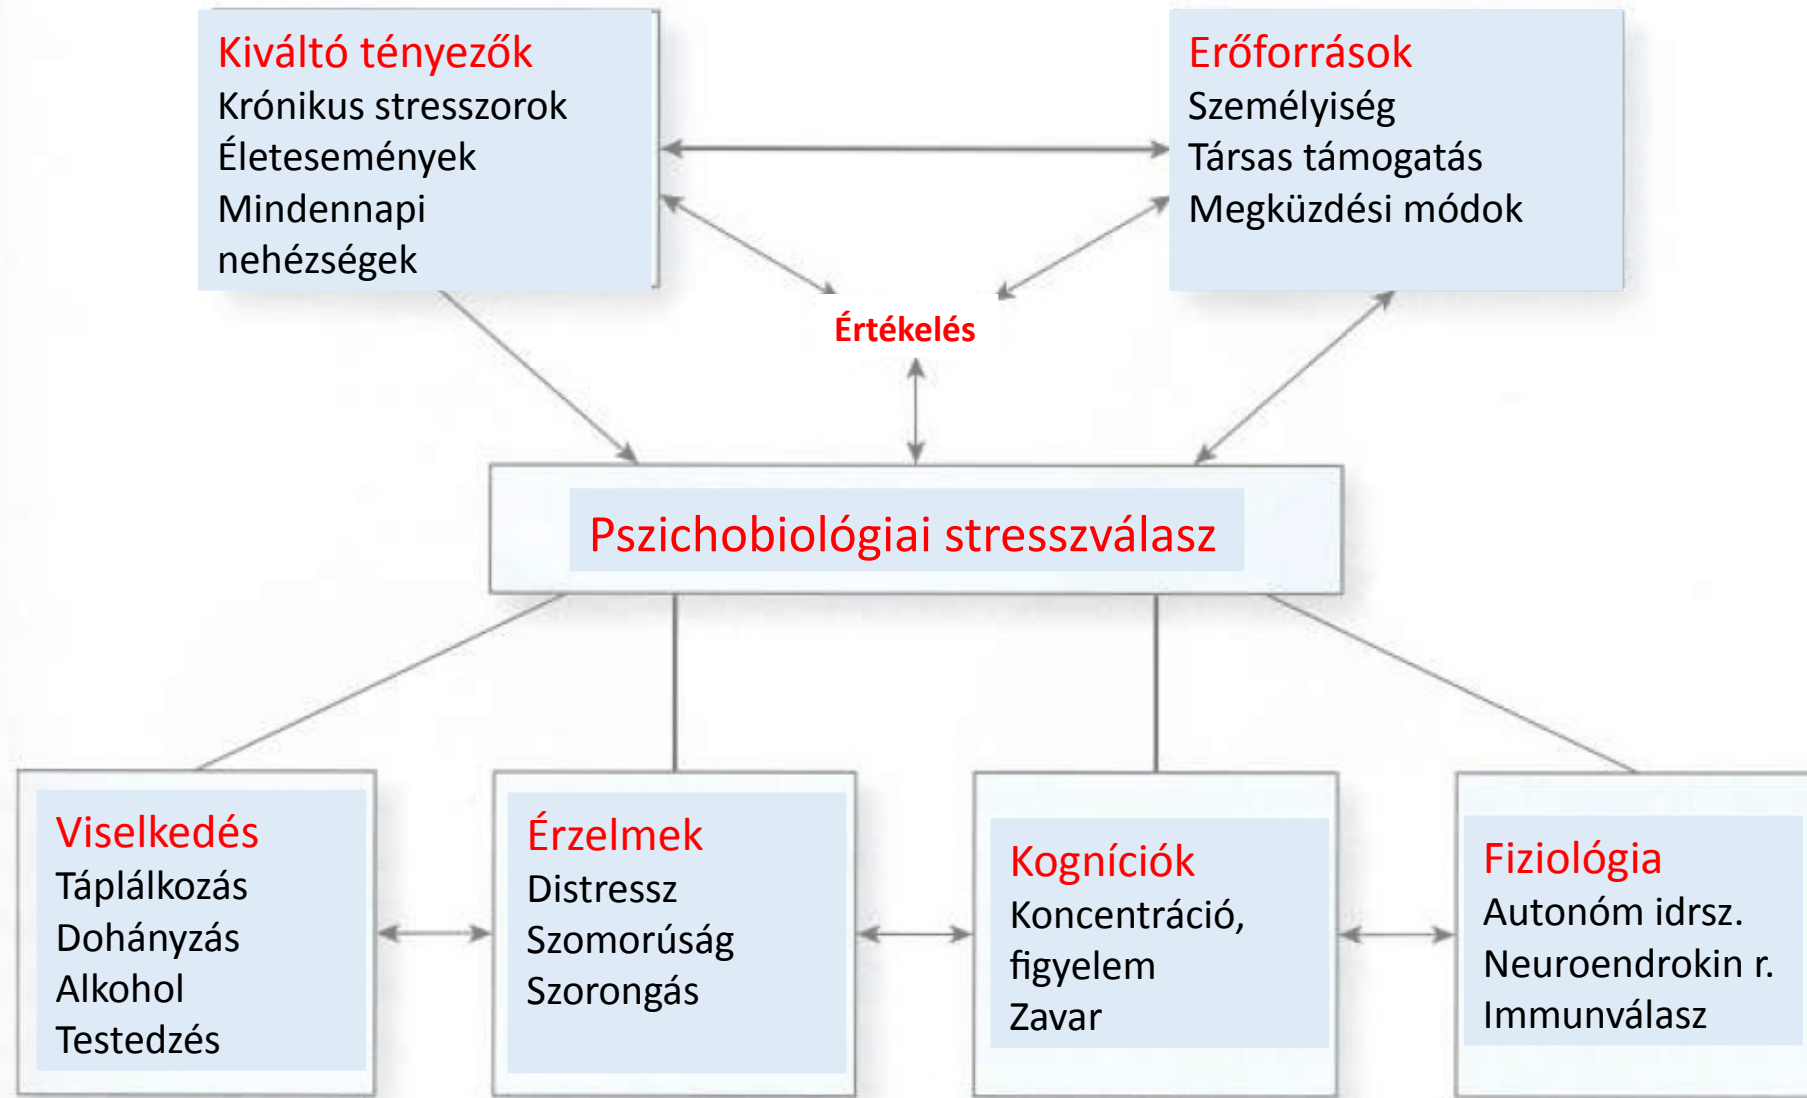 Kiváltó tényezők
Krónikus stresszorok
Életesemények
Mindennapi
nehézségek
Erőforrások
Személyiség
Társas támogatás
Megküzdési módok
Értékelés
Pszichobiológiai stresszválasz
Viselkedés
Táplálkozás
Dohányzás
Alkohol
Testedzés
Érzelmek
Distressz
Szomorúság
Szorongás
Kogníciók
Koncentráció,
figyelem
Zavar
Fiziológia
Autonóm idrsz.
Neuroendrokin r.
Immunválasz